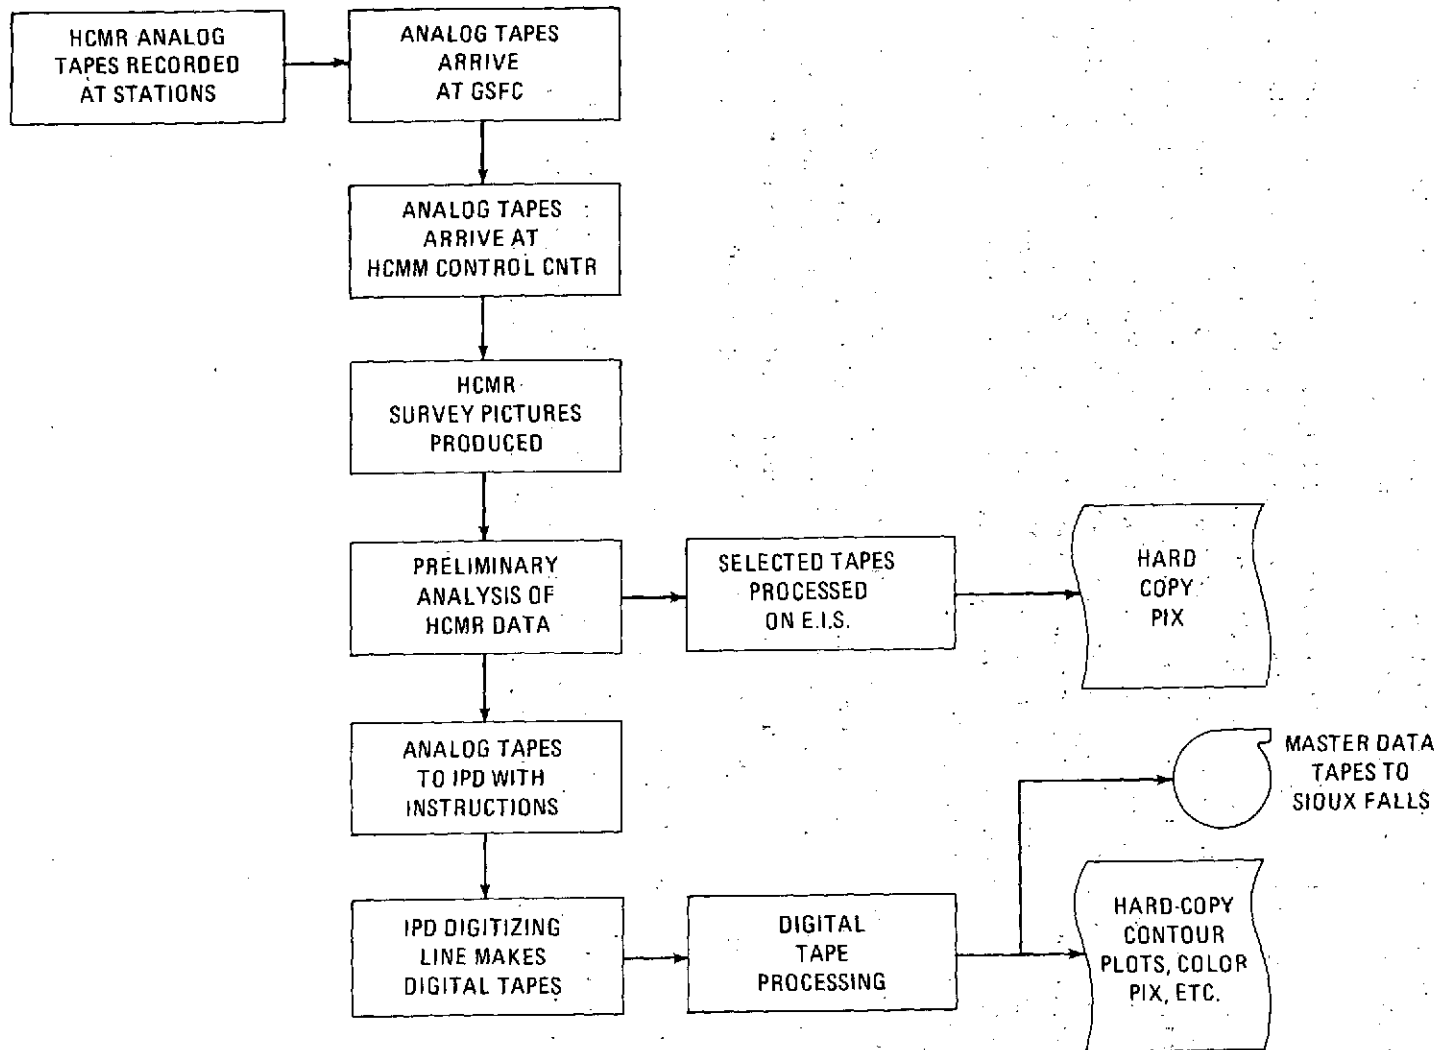 HCMR ANALOG
TAPES RECORDED
AT STATIONS
ANALOG TAPES
ARRIVE
AT GSFC
ANALOG TAPES
ARRIVE AT
HCMM CONTROL CNTR
HCMR
SURVEY PICTURES
PRODUCED
PRELIMINARY
ANALYSIS OF
HCMR DATA
SELECTED TAPES
PROCESSED
ON E.I.S.
HARD
COPY
PIX
ANALOG TAPES
TO IPD WITH
INSTRUCTIONS
MASTER DATA
TAPES TO
SIOUX FALLS
IPD DIGITIZING
LINE MAKES
DIGITAL TAPES
DIGITAL
TAPE
PROCESSING
HARD-COPY
CONTOUR
PLOTS, COLOR
PIX, ETC.